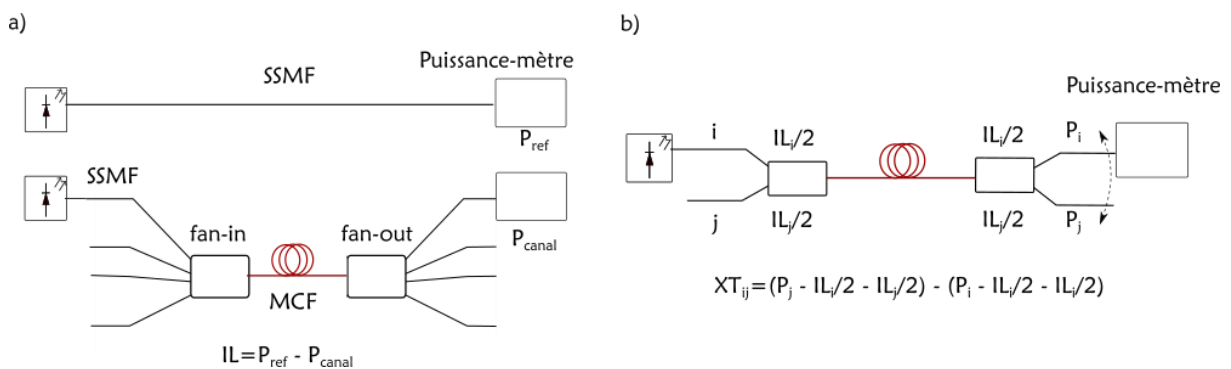 a)
SSMF
Puissance-mètre
P_ref
SSMF
fan-in
fan-out
P_canal
MCF
IL=P_ref - P_canal
b)
Puissance-mètre
i
IL_i/2
IL_i/2
P_i
j
IL_j/2
IL_j/2
P_j
XT_ij=(P_j - IL_i/2 - IL_j/2) - (P_i - IL_i/2 - IL_i/2)